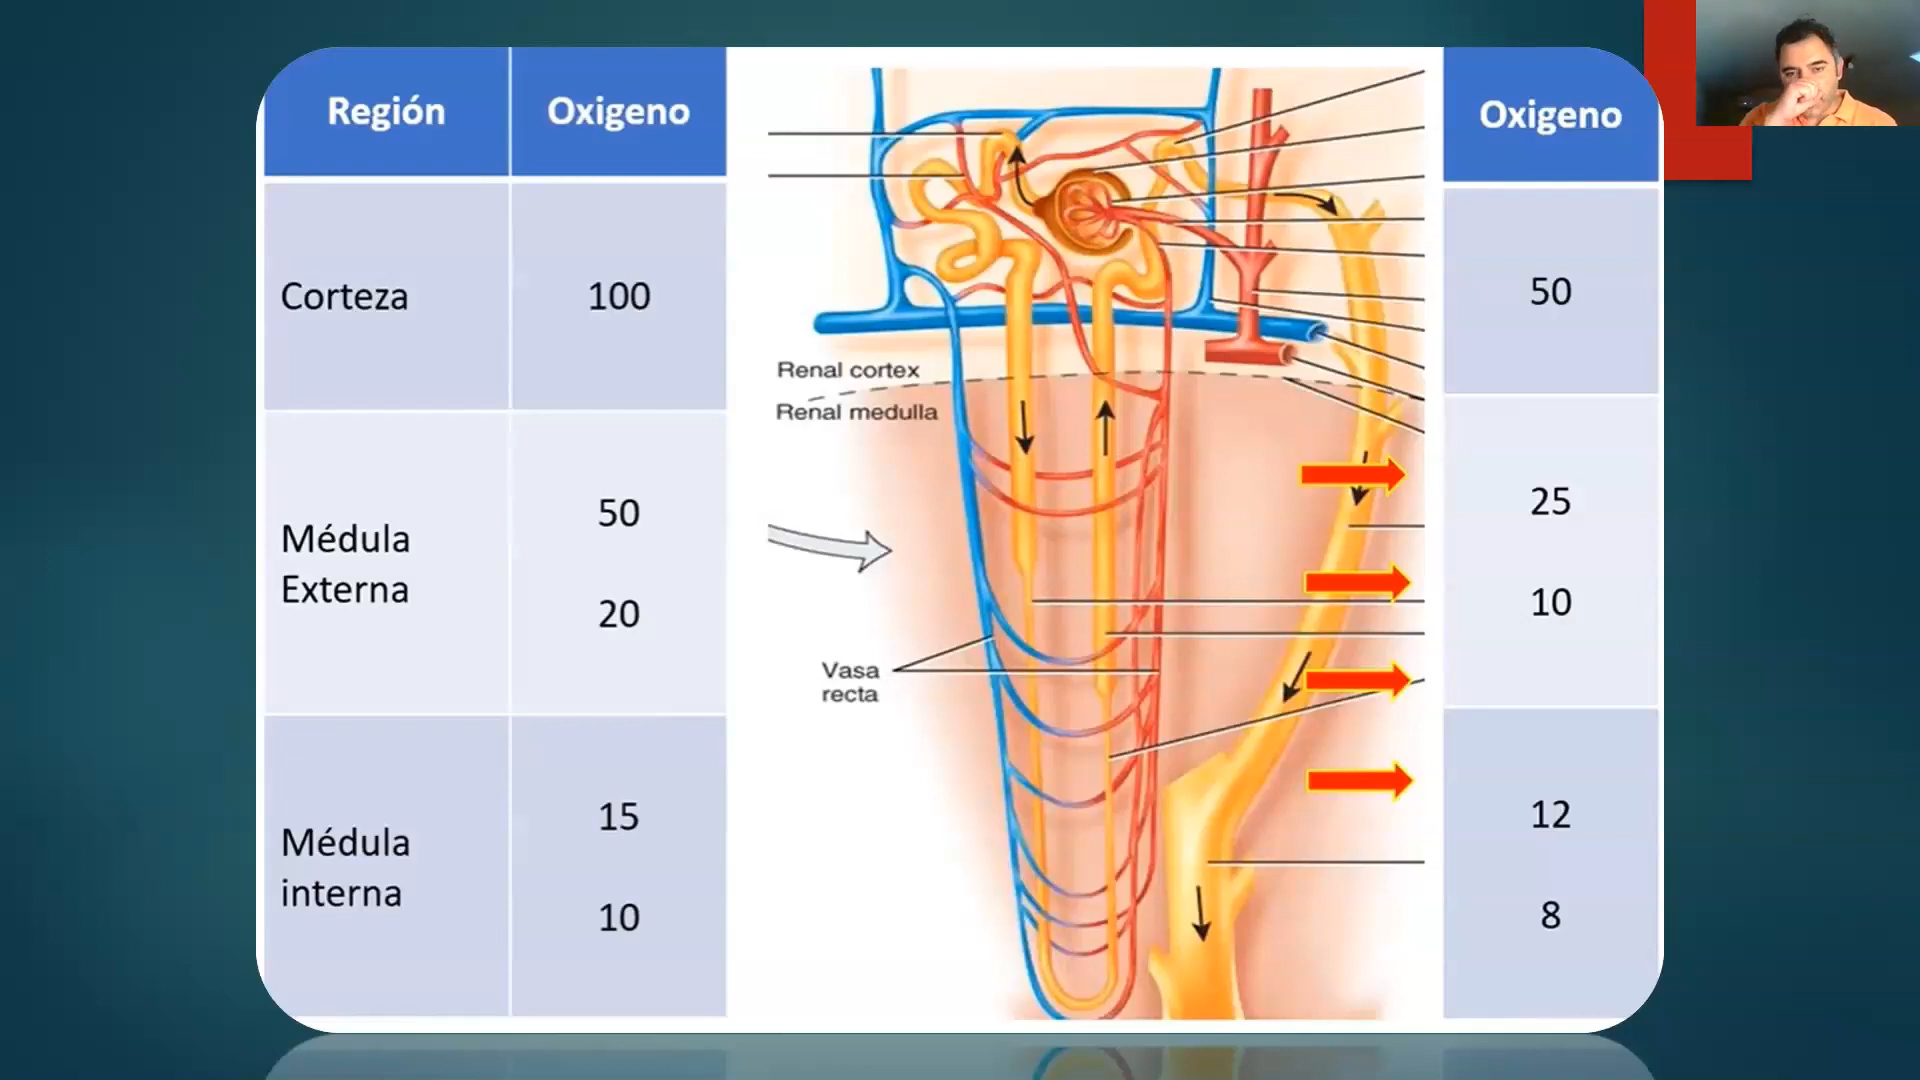 Región
Oxigeno
Corteza
100
Médula
Externa
50
20
Médula
interna
15
10
Renal cortex
Renal medulla
Vasa
recta
Oxigeno
50
25
10
12
8